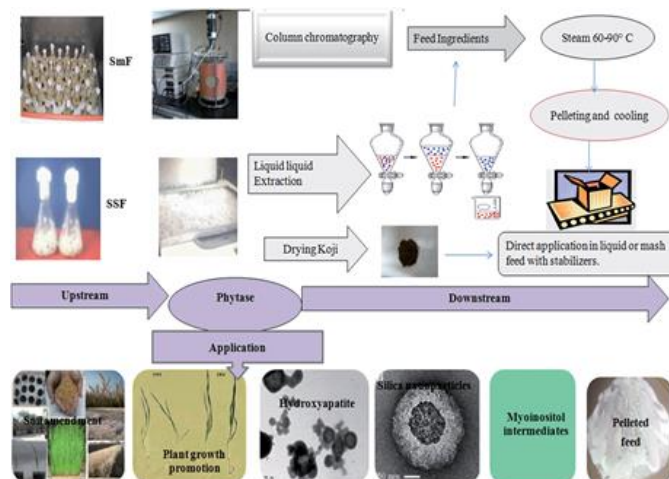 SmF
Column chromatography
Feed Ingredients
Steam 60-90° C
Pelleting and cooling
SSF
Liquid liquid
Extraction
Drying Koji
Direct application in liquid or mash
feed with stabilizers.
Upstream
Phytase
Downstream
Application
Soil amendment
Plant growth
promotion
Hydroxyapatite
Silica nanoparticles
Myoinositol
intermediates
Pelleted
feed